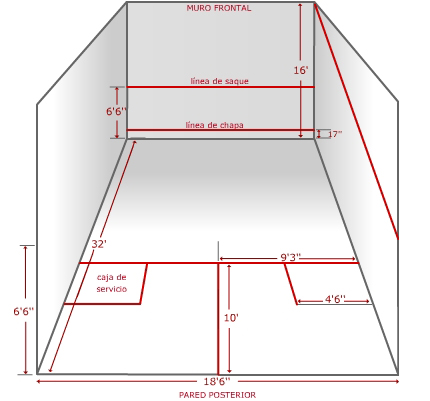 MURO FRONTAL
16'
línea de saque
6'6''
línea de chapa
17''
32'
9'3''
caja de
servicio
4'6''
6'6''
10'
18'6''
PARED POSTERIOR